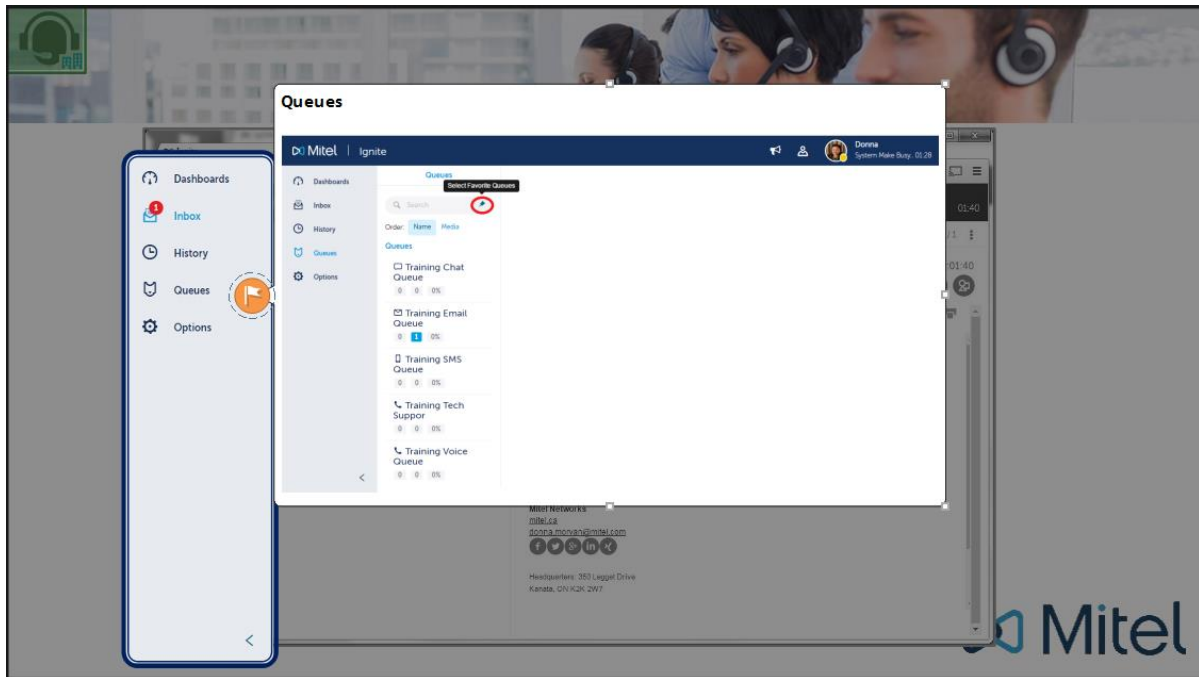 Queues
Mitel | Ignite
Donna
System Make Busy, 01:28
Dashboards
Inbox
History
Queues
Options
Queues
Select Favorite Queues
Search
Order: Name Media
Queues
Training Chat
Queue
0 0 0%
Training Email
Queue
0 1 0%
Training SMS
Queue
0 0 0%
Training Tech
Suppor
0 0 0%
Training Voice
Queue
0 0 0%
<
Dashboards
1
Inbox
History
Queues
Options
<
01:40
/1
:01:40
Mitel Networks
mitel.ca
donna.morvan@mitel.com
Headquarters: 350 Legget Drive
Kanata, ON K2K 2W7
Mitel